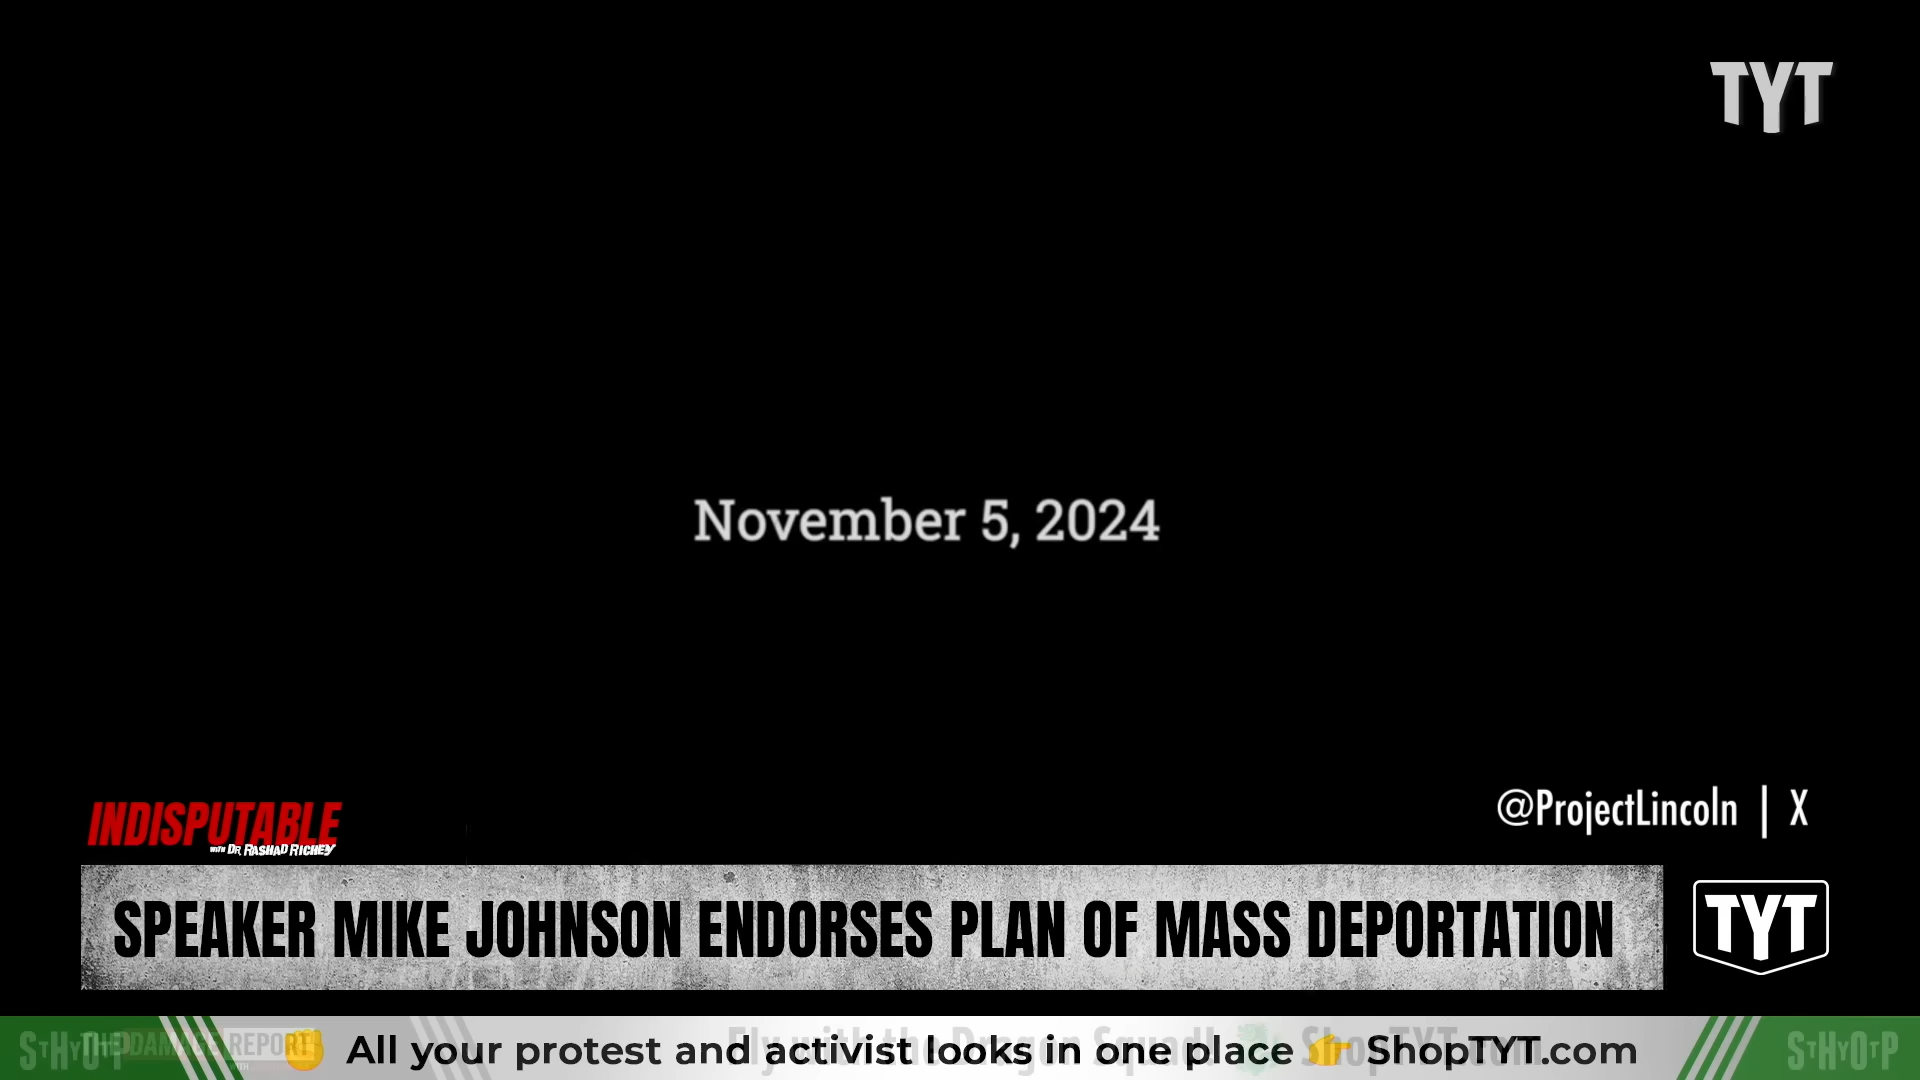 TYT
November 5, 2024
@ProjectLincoln | X
INDISPUTABLE
WITH DR RASHAD RICHEY
SPEAKER MIKE JOHNSON ENDORSES PLAN OF MASS DEPORTATION
TYT
All your protest and activist looks in one place 👉 ShopTYT.com